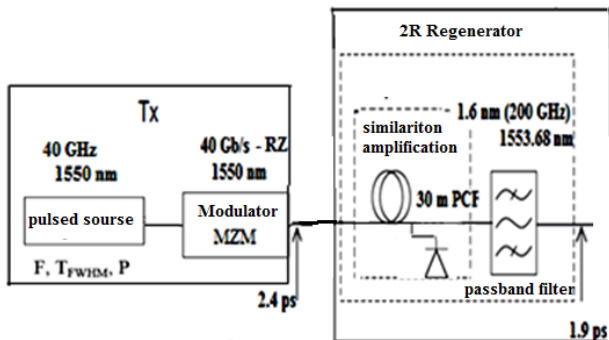 2R Regenerator
Tx
40 GHz
1550 nm
40 Gb/s - RZ
1550 nm
pulsed sourse
Modulator
MZM
F, TFWHM, P
2.4 ps
similariton
amplification
1.6 nm (200 GHz)
1553.68 nm
30 m PCF
passband filter
1.9 ps